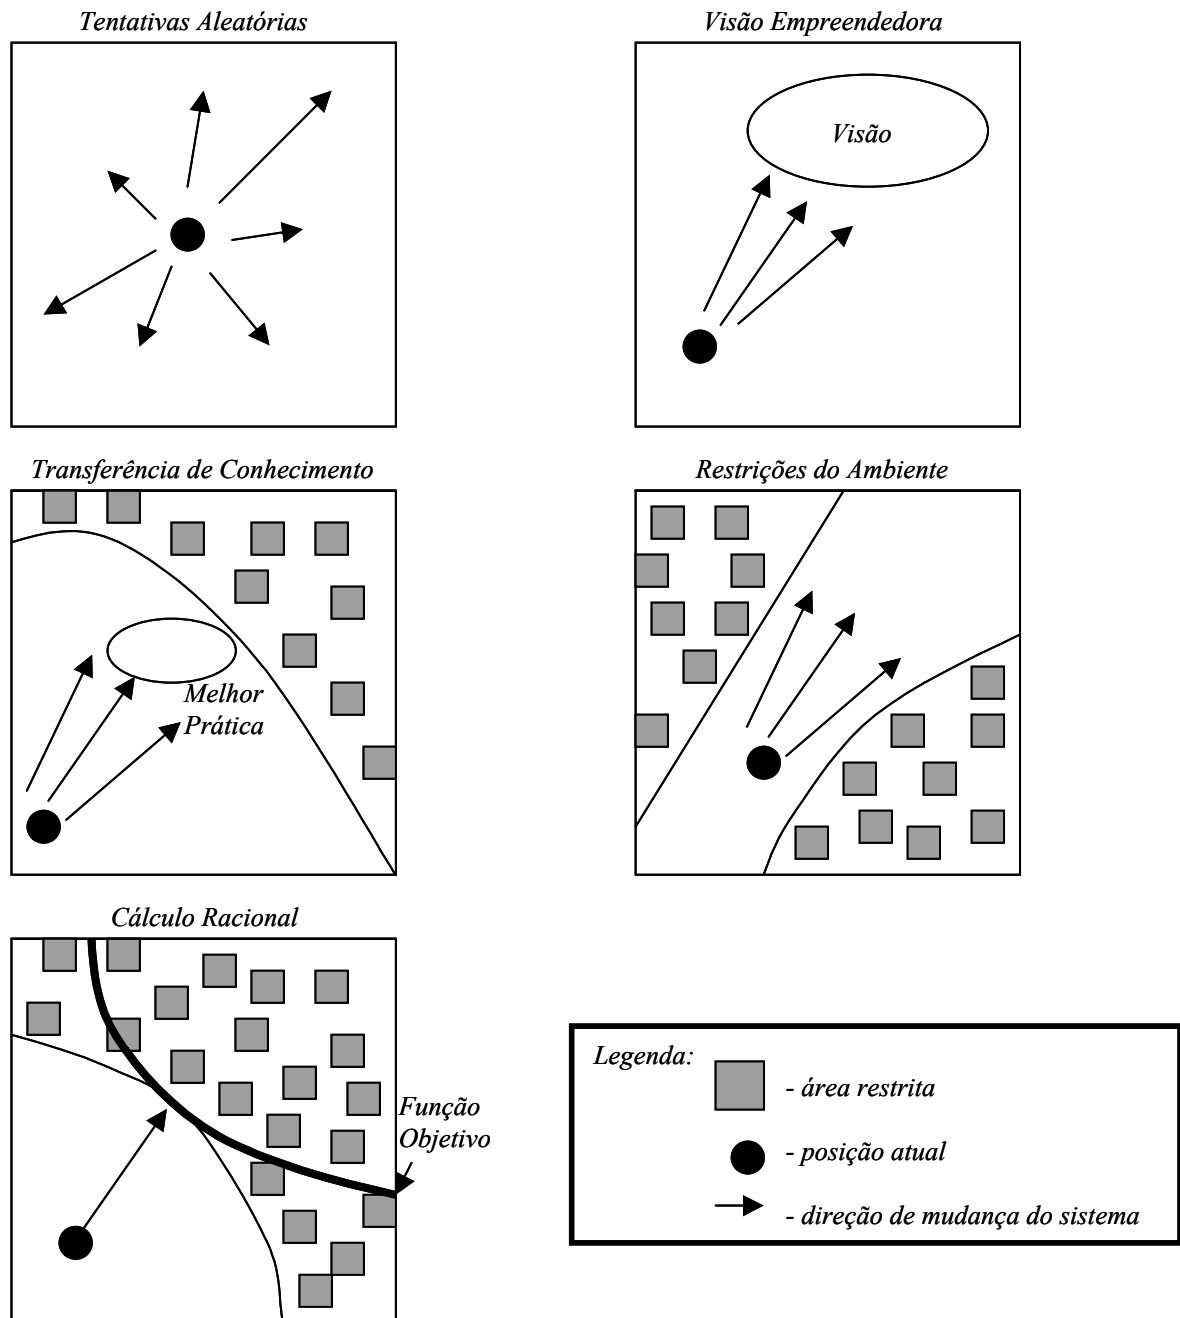 Tentativas Aleatórias
Visão Empreendedora
Visão
Transferência de Conhecimento
Melhor
Prática
Restrições do Ambiente
Cálculo Racional
Função
Objetivo
Legenda:
- área restrita
- posição atual
- direção de mudança do sistema